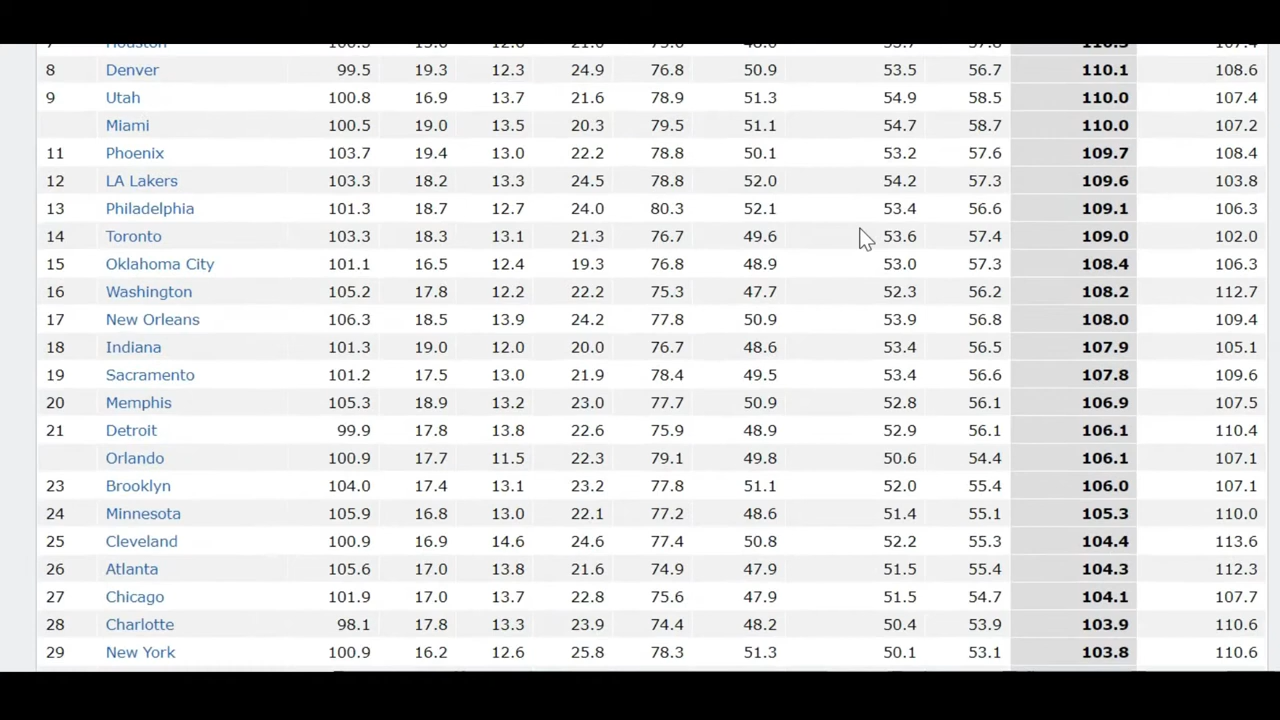 7 Houston 110.3 107.4
8 Denver 99.5 19.3 12.3 24.9 76.8 50.9 53.5 56.7 110.1 108.6
9 Utah 100.8 16.9 13.7 21.6 78.9 51.3 54.9 58.5 110.0 107.4
Miami 100.5 19.0 13.5 20.3 79.5 51.1 54.7 58.7 110.0 107.2
11 Phoenix 103.7 19.4 13.0 22.2 78.8 50.1 53.2 57.6 109.7 108.4
12 LA Lakers 103.3 18.2 13.3 24.5 78.8 52.0 54.2 57.3 109.6 103.8
13 Philadelphia 101.3 18.7 12.7 24.0 80.3 52.1 53.4 56.6 109.1 106.3
14 Toronto 103.3 18.3 13.1 21.3 76.7 49.6 53.6 57.4 109.0 102.0
15 Oklahoma City 101.1 16.5 12.4 19.3 76.8 48.9 53.0 57.3 108.4 106.3
16 Washington 105.2 17.8 12.2 22.2 75.3 47.7 52.3 56.2 108.2 112.7
17 New Orleans 106.3 18.5 13.9 24.2 77.8 50.9 53.9 56.8 108.0 109.4
18 Indiana 101.3 19.0 12.0 20.0 76.7 48.6 53.4 56.5 107.9 105.1
19 Sacramento 101.2 17.5 13.0 21.9 78.4 49.5 53.4 56.6 107.8 109.6
20 Memphis 105.3 18.9 13.2 23.0 77.7 50.9 52.8 56.1 106.9 107.5
21 Detroit 99.9 17.8 13.8 22.6 75.9 48.9 52.9 56.1 106.1 110.4
Orlando 100.9 17.7 11.5 22.3 79.1 49.8 50.6 54.4 106.1 107.1
23 Brooklyn 104.0 17.4 13.1 23.2 77.8 51.1 52.0 55.4 106.0 107.1
24 Minnesota 105.9 16.8 13.0 22.1 77.2 48.6 51.4 55.1 105.3 110.0
25 Cleveland 100.9 16.9 14.6 24.6 77.4 50.8 52.2 55.3 104.4 113.6
26 Atlanta 105.6 17.0 13.8 21.6 74.9 47.9 51.5 55.4 104.3 112.3
27 Chicago 101.9 17.0 13.7 22.8 75.6 47.9 51.5 54.7 104.1 107.7
28 Charlotte 98.1 17.8 13.3 23.9 74.4 48.2 50.4 53.9 103.9 110.6
29 New York 100.9 16.2 12.6 25.8 78.3 51.3 50.1 53.1 103.8 110.6